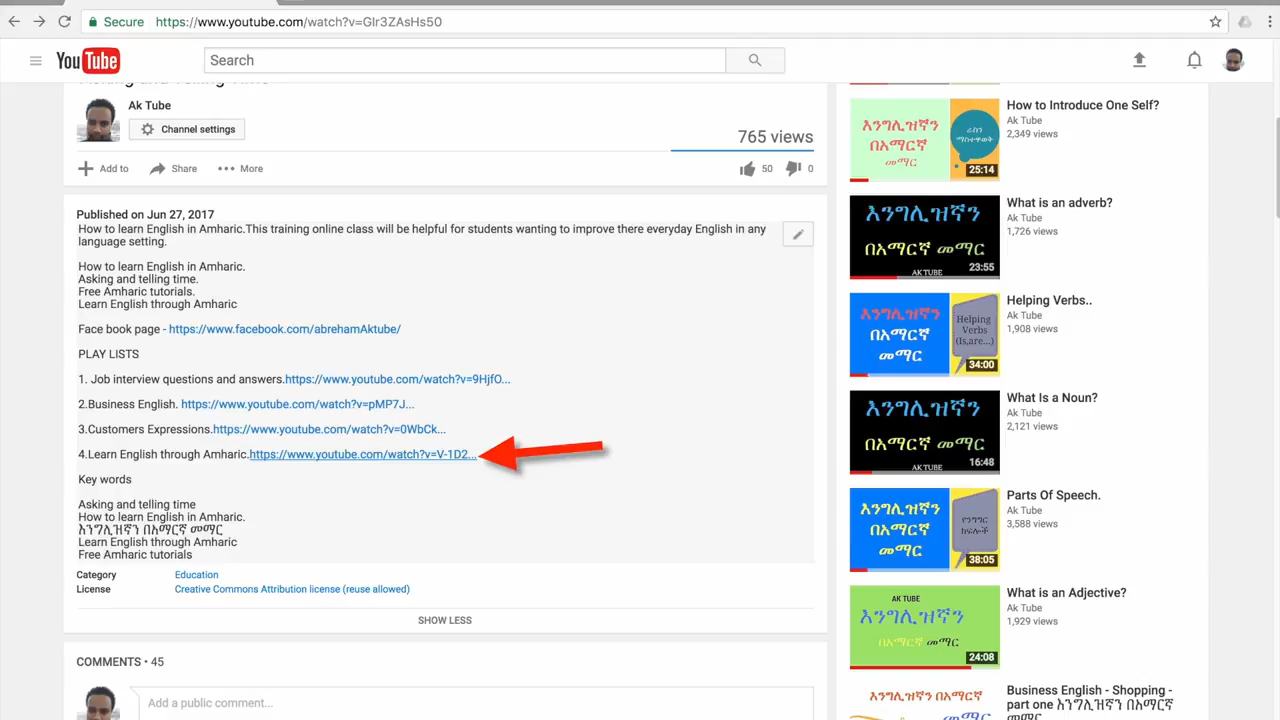 Secure https://www.youtube.com/watch?v=GIr3ZAsHs50
YouTube
Search
Ak Tube
Channel settings
765 views
Add to Share More
50 0
Published on Jun 27, 2017
How to learn English in Amharic.This training online class will be helpful for students wanting to improve there everyday English in any
language setting.
How to learn English in Amharic.
Asking and telling time.
Free Amharic tutorials.
Learn English through Amharic
Face book page - https://www.facebook.com/abrehamAktube/
PLAY LISTS
1. Job interview questions and answers.https://www.youtube.com/watch?v=9HjfO...
2.Business English. https://www.youtube.com/watch?v=pMP7J...
3.Customers Expressions.https://www.youtube.com/watch?v=0WbCk...
4.Learn English through Amharic.https://www.youtube.com/watch?v=V-1D2...
Key words
Asking and telling time
How to learn English in Amharic.
እንግሊዝኛን በአማርኛ መማር
Learn English through Amharic
Free Amharic tutorials
Category Education
License Creative Commons Attribution license (reuse allowed)
SHOW LESS
COMMENTS • 45
Add a public comment...
እንግሊዝኛን
በአማርኛ
መማር
ራስን
ማስተዋወቅ
25:14
How to Introduce One Self?
Ak Tube
2,349 views
እንግሊዝኛን
በአማርኛ መማር
AK TUBE
23:55
What is an adverb?
Ak Tube
1,726 views
እንግሊዝኛን
በአማርኛ
መማር
Helping
Verbs
(Is,are...)
34:00
Helping Verbs..
Ak Tube
1,908 views
እንግሊዝኛን
በአማርኛ መማር
AK TUBE
16:48
What Is a Noun?
Ak Tube
2,121 views
እንግሊዝኛን
በአማርኛ
መማር
የንግግር
ክፍሎች
38:05
Parts Of Speech.
Ak Tube
3,588 views
AK TUBE
እንግሊዝኛን
በአማርኛ መማር
24:08
What is an Adjective?
Ak Tube
1,929 views
እንግሊዝኛን በአማርኛ
መማር
Business English - Shopping -
part one እንግሊዝኛን በአማርኛ
መማር